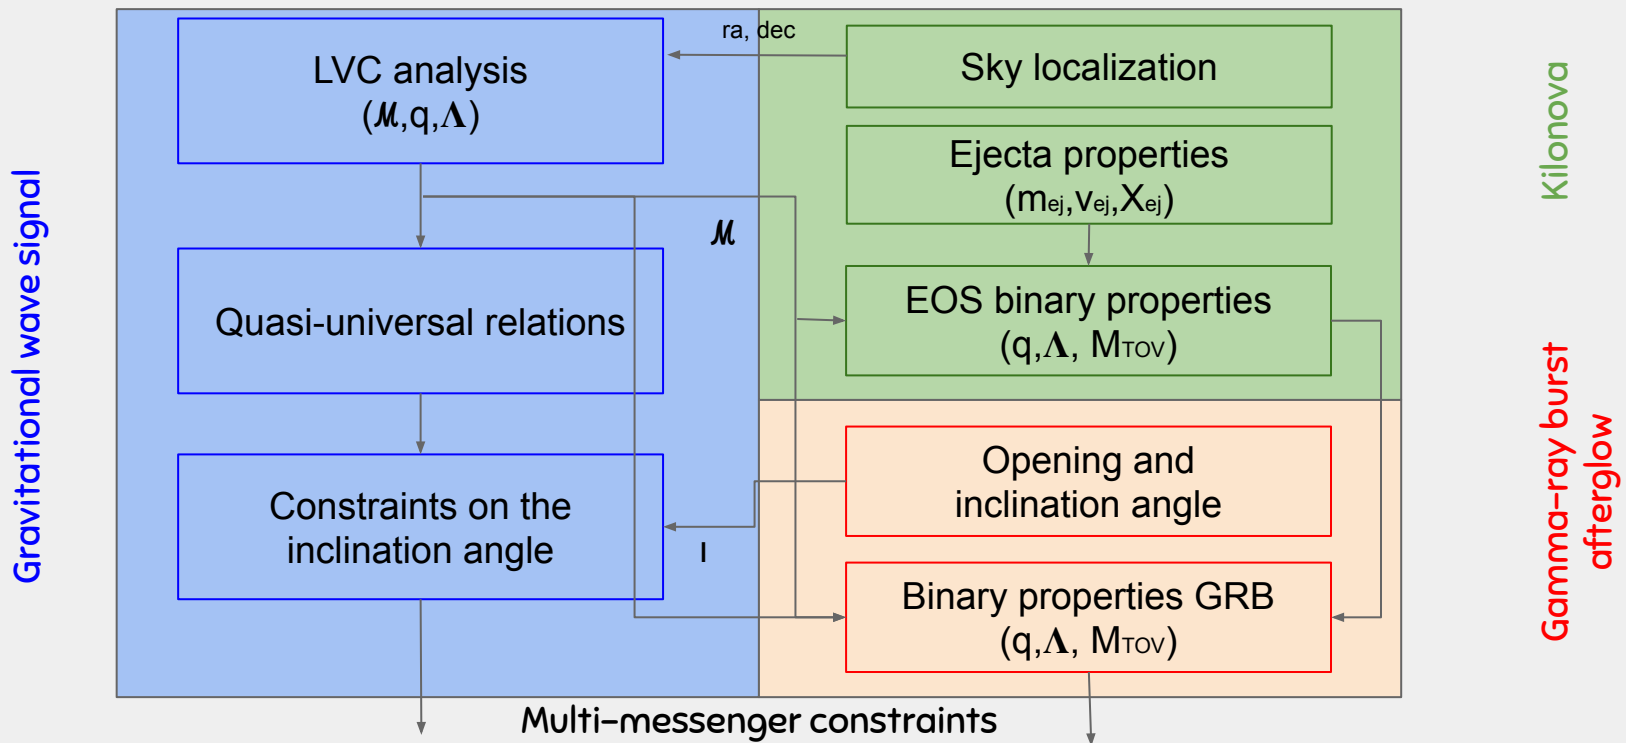 Gravitational wave signal
LVC analysis
(𝓜,q,Λ)
Quasi-universal relations
Constraints on the
inclination angle
ra, dec
𝓜
I
Sky localization
Ejecta properties
(mej,vej,Xej)
EOS binary properties
(q,Λ, MTOV)
Opening and
inclination angle
Binary properties GRB
(q,Λ, MTOV)
Kilonova
Gamma-ray burst
afterglow
Multi-messenger constraints